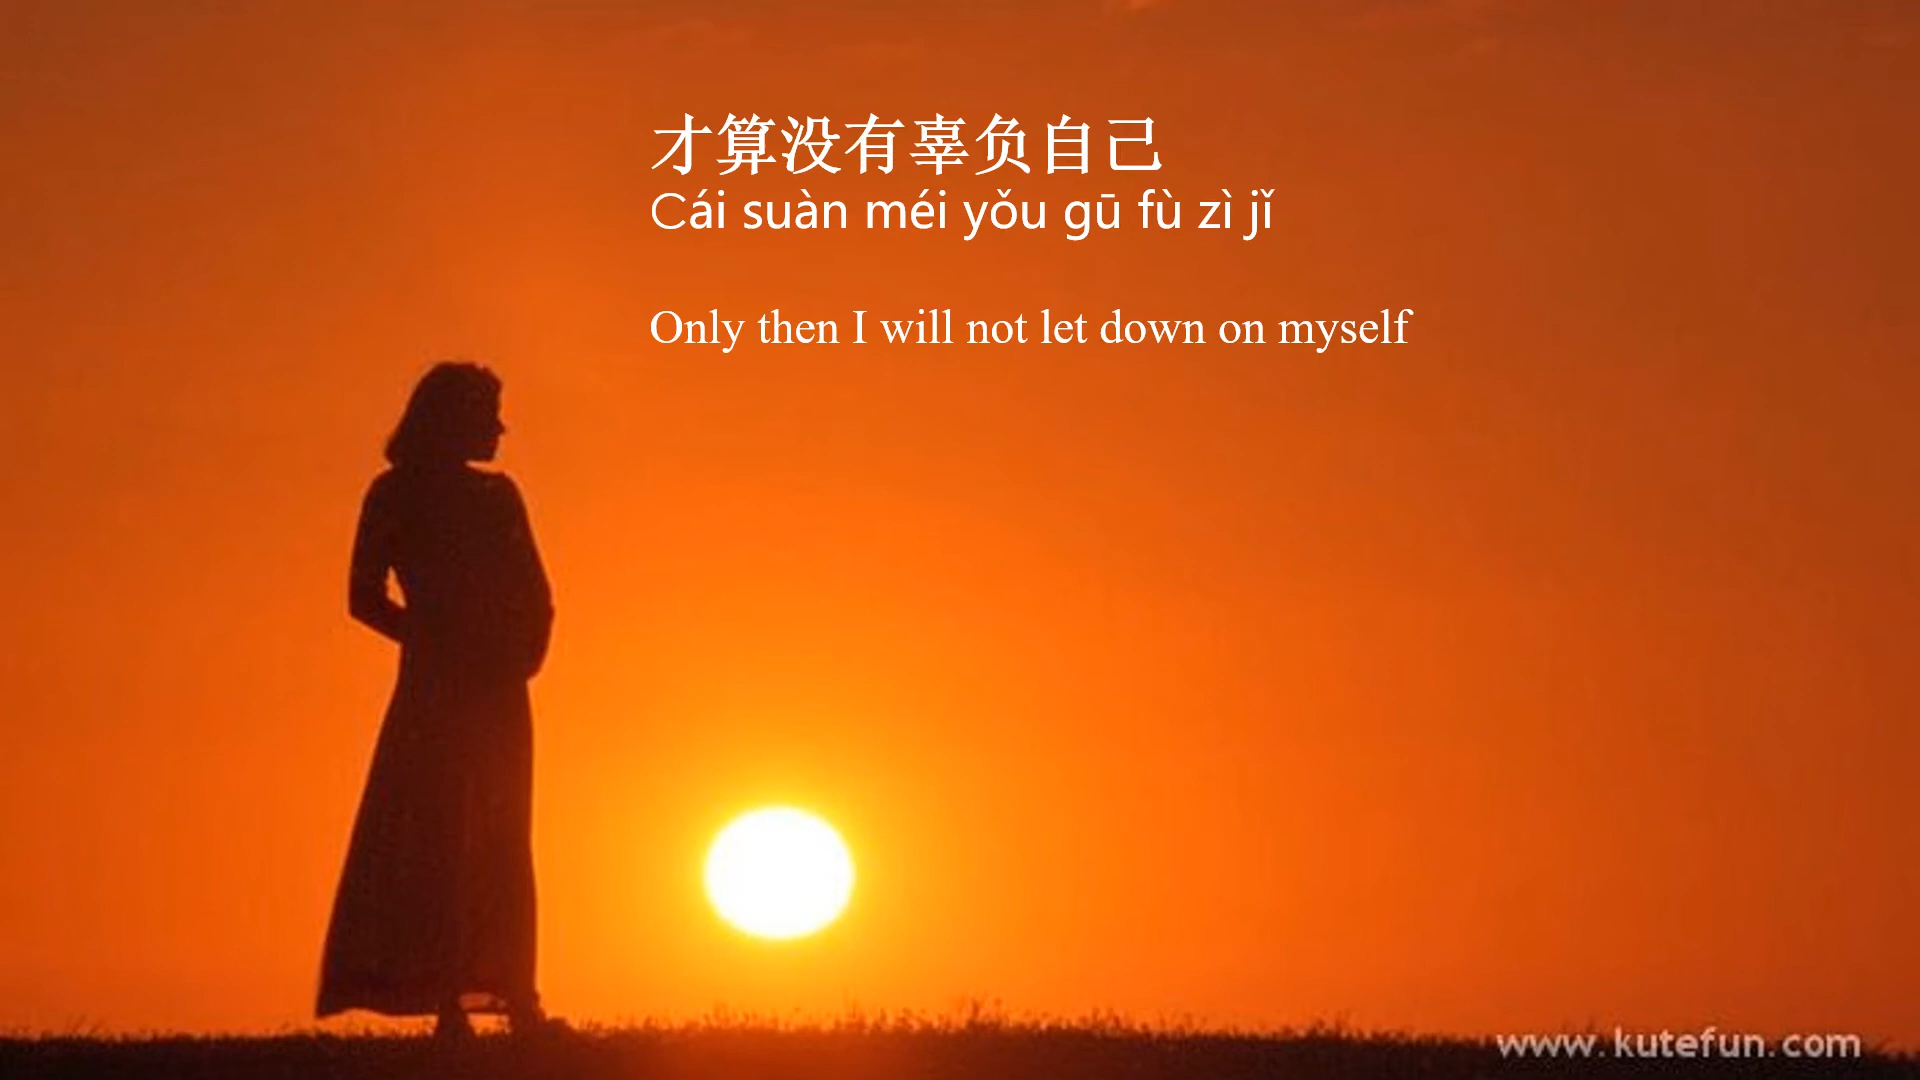 才算没有辜负自己
Cái suàn méi yǒu gū fù zì jǐ
Only then I will not let down on myself
www.kutefun.com